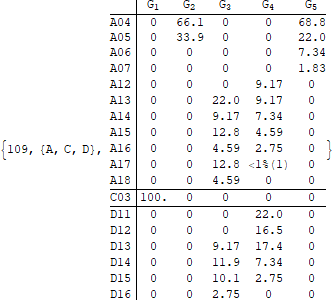 G1 G2 G3 G4 G5
A04 0 66.1 0 0 68.8
A05 0 33.9 0 0 22.0
A06 0 0 0 0 7.34
A07 0 0 0 0 1.83
A12 0 0 0 9.17 0
A13 0 0 22.0 9.17 0
A14 0 0 9.17 7.34 0
A15 0 0 12.8 4.59 0
{109, {A, C, D}, A16 0 0 4.59 2.75 0 }
A17 0 0 12.8 <1%(1) 0
A18 0 0 4.59 0 0
C03 100. 0 0 0 0
D11 0 0 0 22.0 0
D12 0 0 0 16.5 0
D13 0 0 9.17 17.4 0
D14 0 0 11.9 7.34 0
D15 0 0 10.1 2.75 0
D16 0 0 2.75 0 0